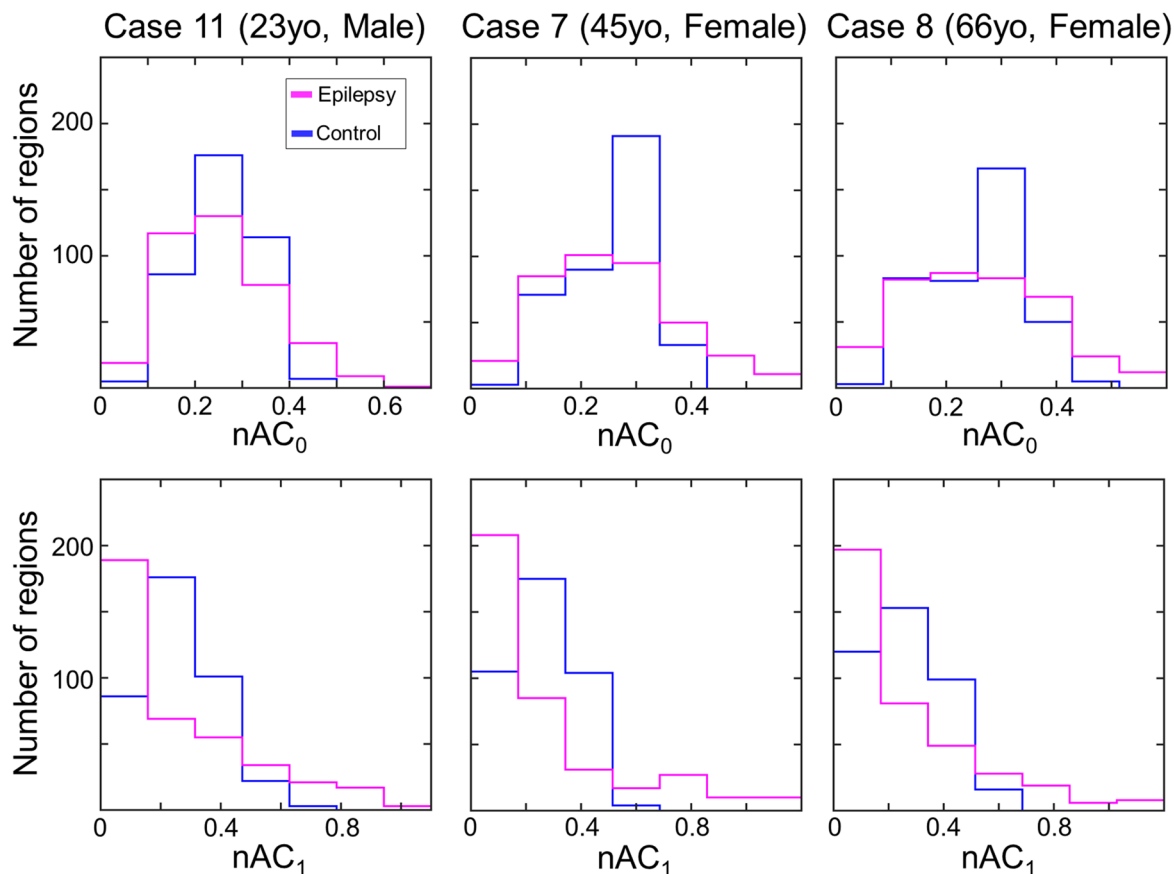 Case 11 (23yo, Male)
Case 7 (45yo, Female)
Case 8 (66yo, Female)
Number of regions
200
100
Epilepsy
Control
0
0.2
0.4
0.6
nAC₀
0
0.2
0.4
nAC₀
0
0.2
0.4
nAC₀
Number of regions
200
100
0
0.4
0.8
nAC₁
0
0.4
0.8
nAC₁
0
0.4
0.8
nAC₁